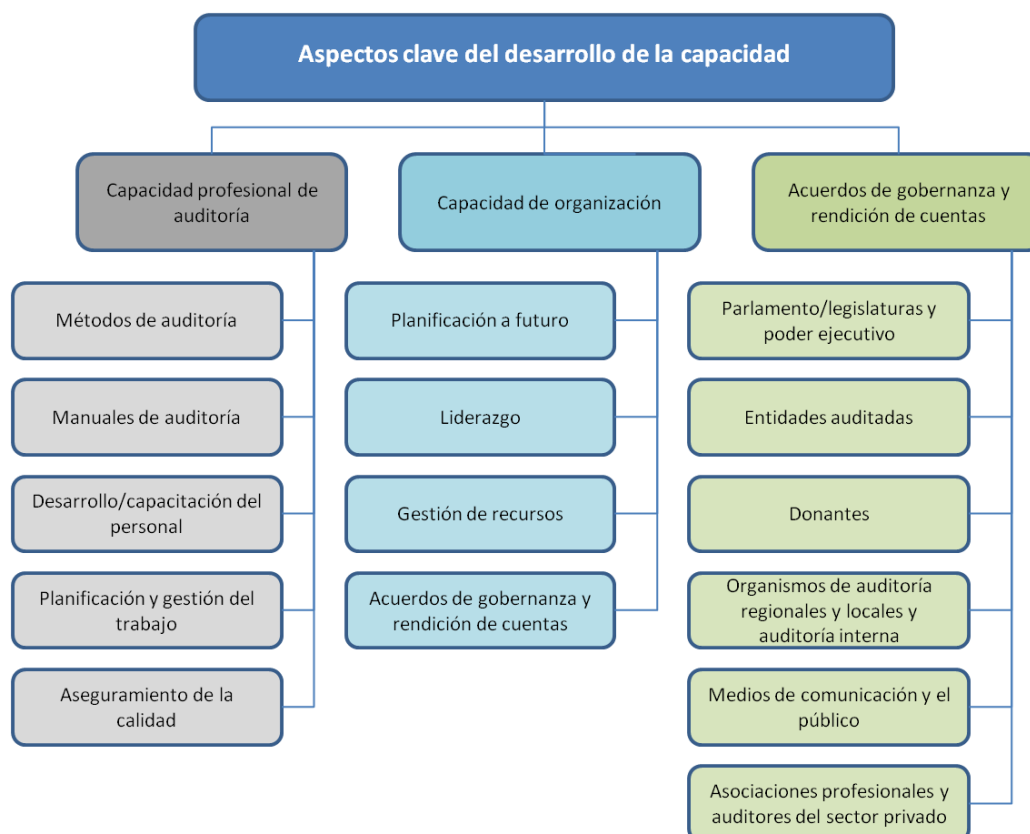 Aspectos clave del desarrollo de la capacidad
Capacidad profesional de
auditoría
Capacidad de organización
Acuerdos de gobernanza y
rendición de cuentas
Métodos de auditoría
Manuales de auditoría
Desarrollo/capacitación del
personal
Planificación y gestión del
trabajo
Aseguramiento de la
calidad
Planificación a futuro
Liderazgo
Gestión de recursos
Acuerdos de gobernanza y
rendición de cuentas
Parlamento/legislaturas y
poder ejecutivo
Entidades auditadas
Donantes
Organismos de auditoría
regionales y locales y
auditoría interna
Medios de comunicación y el
público
Asociaciones profesionales y
auditores del sector privado